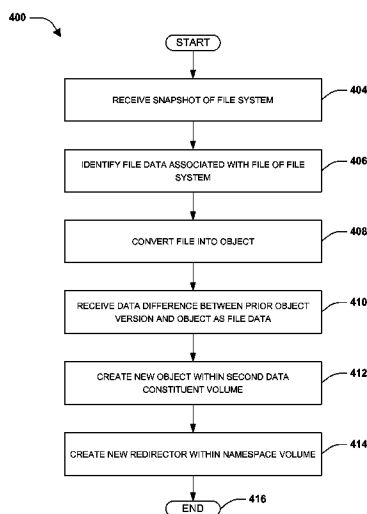 400
START
RECEIVE SNAPSHOT OF FILE SYSTEM
404
IDENTIFY FILE DATA ASSOCIATED WITH FILE OF FILE
SYSTEM
406
CONVERT FILE INTO OBJECT
408
RECEIVE DATA DIFFERENCE BETWEEN PRIOR OBJECT
VERSION AND OBJECT AS FILE DATA
410
CREATE NEW OBJECT WITHIN SECOND DATA
CONSTITUENT VOLUME
412
CREATE NEW REDIRECTOR WITHIN NAMESPACE VOLUME
414
END
416